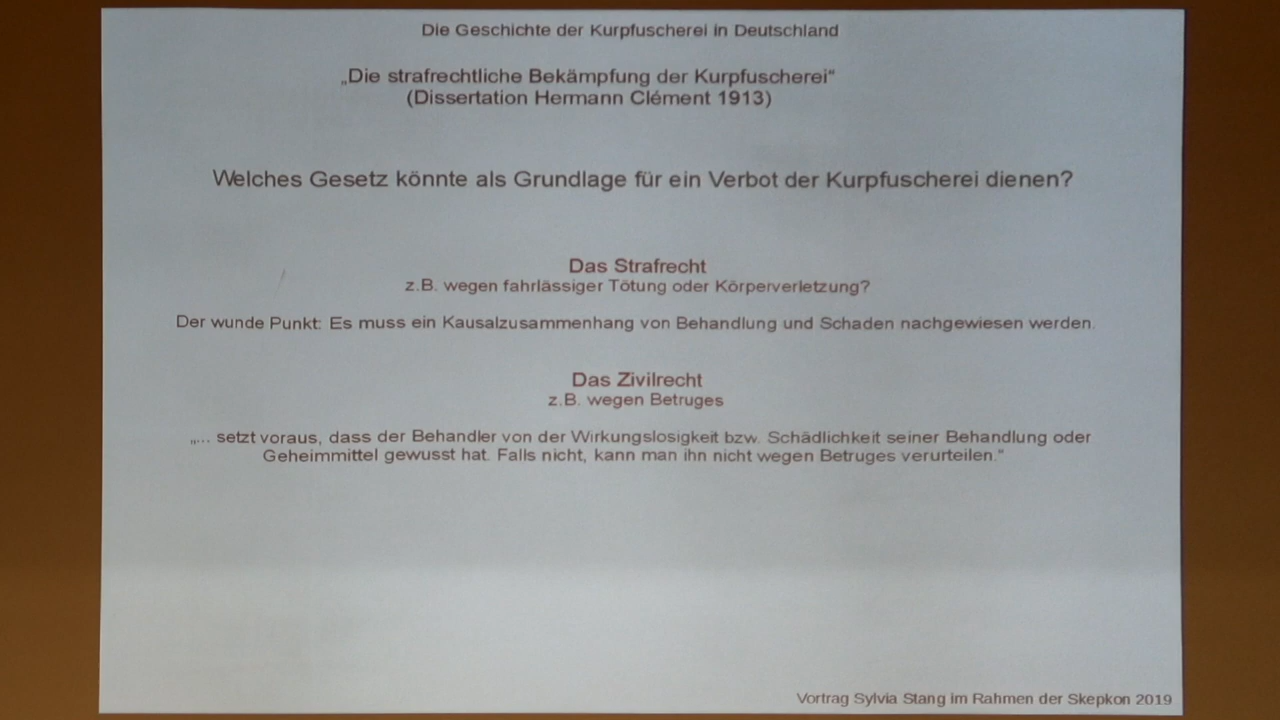 Die Geschichte der Kurpfuscherei in Deutschland
„Die strafrechtliche Bekämpfung der Kurpfuscherei“
(Dissertation Hermann Clément 1913)
Welches Gesetz könnte als Grundlage für ein Verbot der Kurpfuscherei dienen?
Das Strafrecht
z.B. wegen fahrlässiger Tötung oder Körperverletzung?
Der wunde Punkt: Es muss ein Kausalzusammenhang von Behandlung und Schaden nachgewiesen werden.
Das Zivilrecht
z.B. wegen Betruges
„... setzt voraus, dass der Behandler von der Wirkungslosigkeit bzw. Schädlichkeit seiner Behandlung oder
Geheimmittel gewusst hat. Falls nicht, kann man ihn nicht wegen Betruges verurteilen.“
Vortrag Sylvia Stang im Rahmen der Skepkon 2019